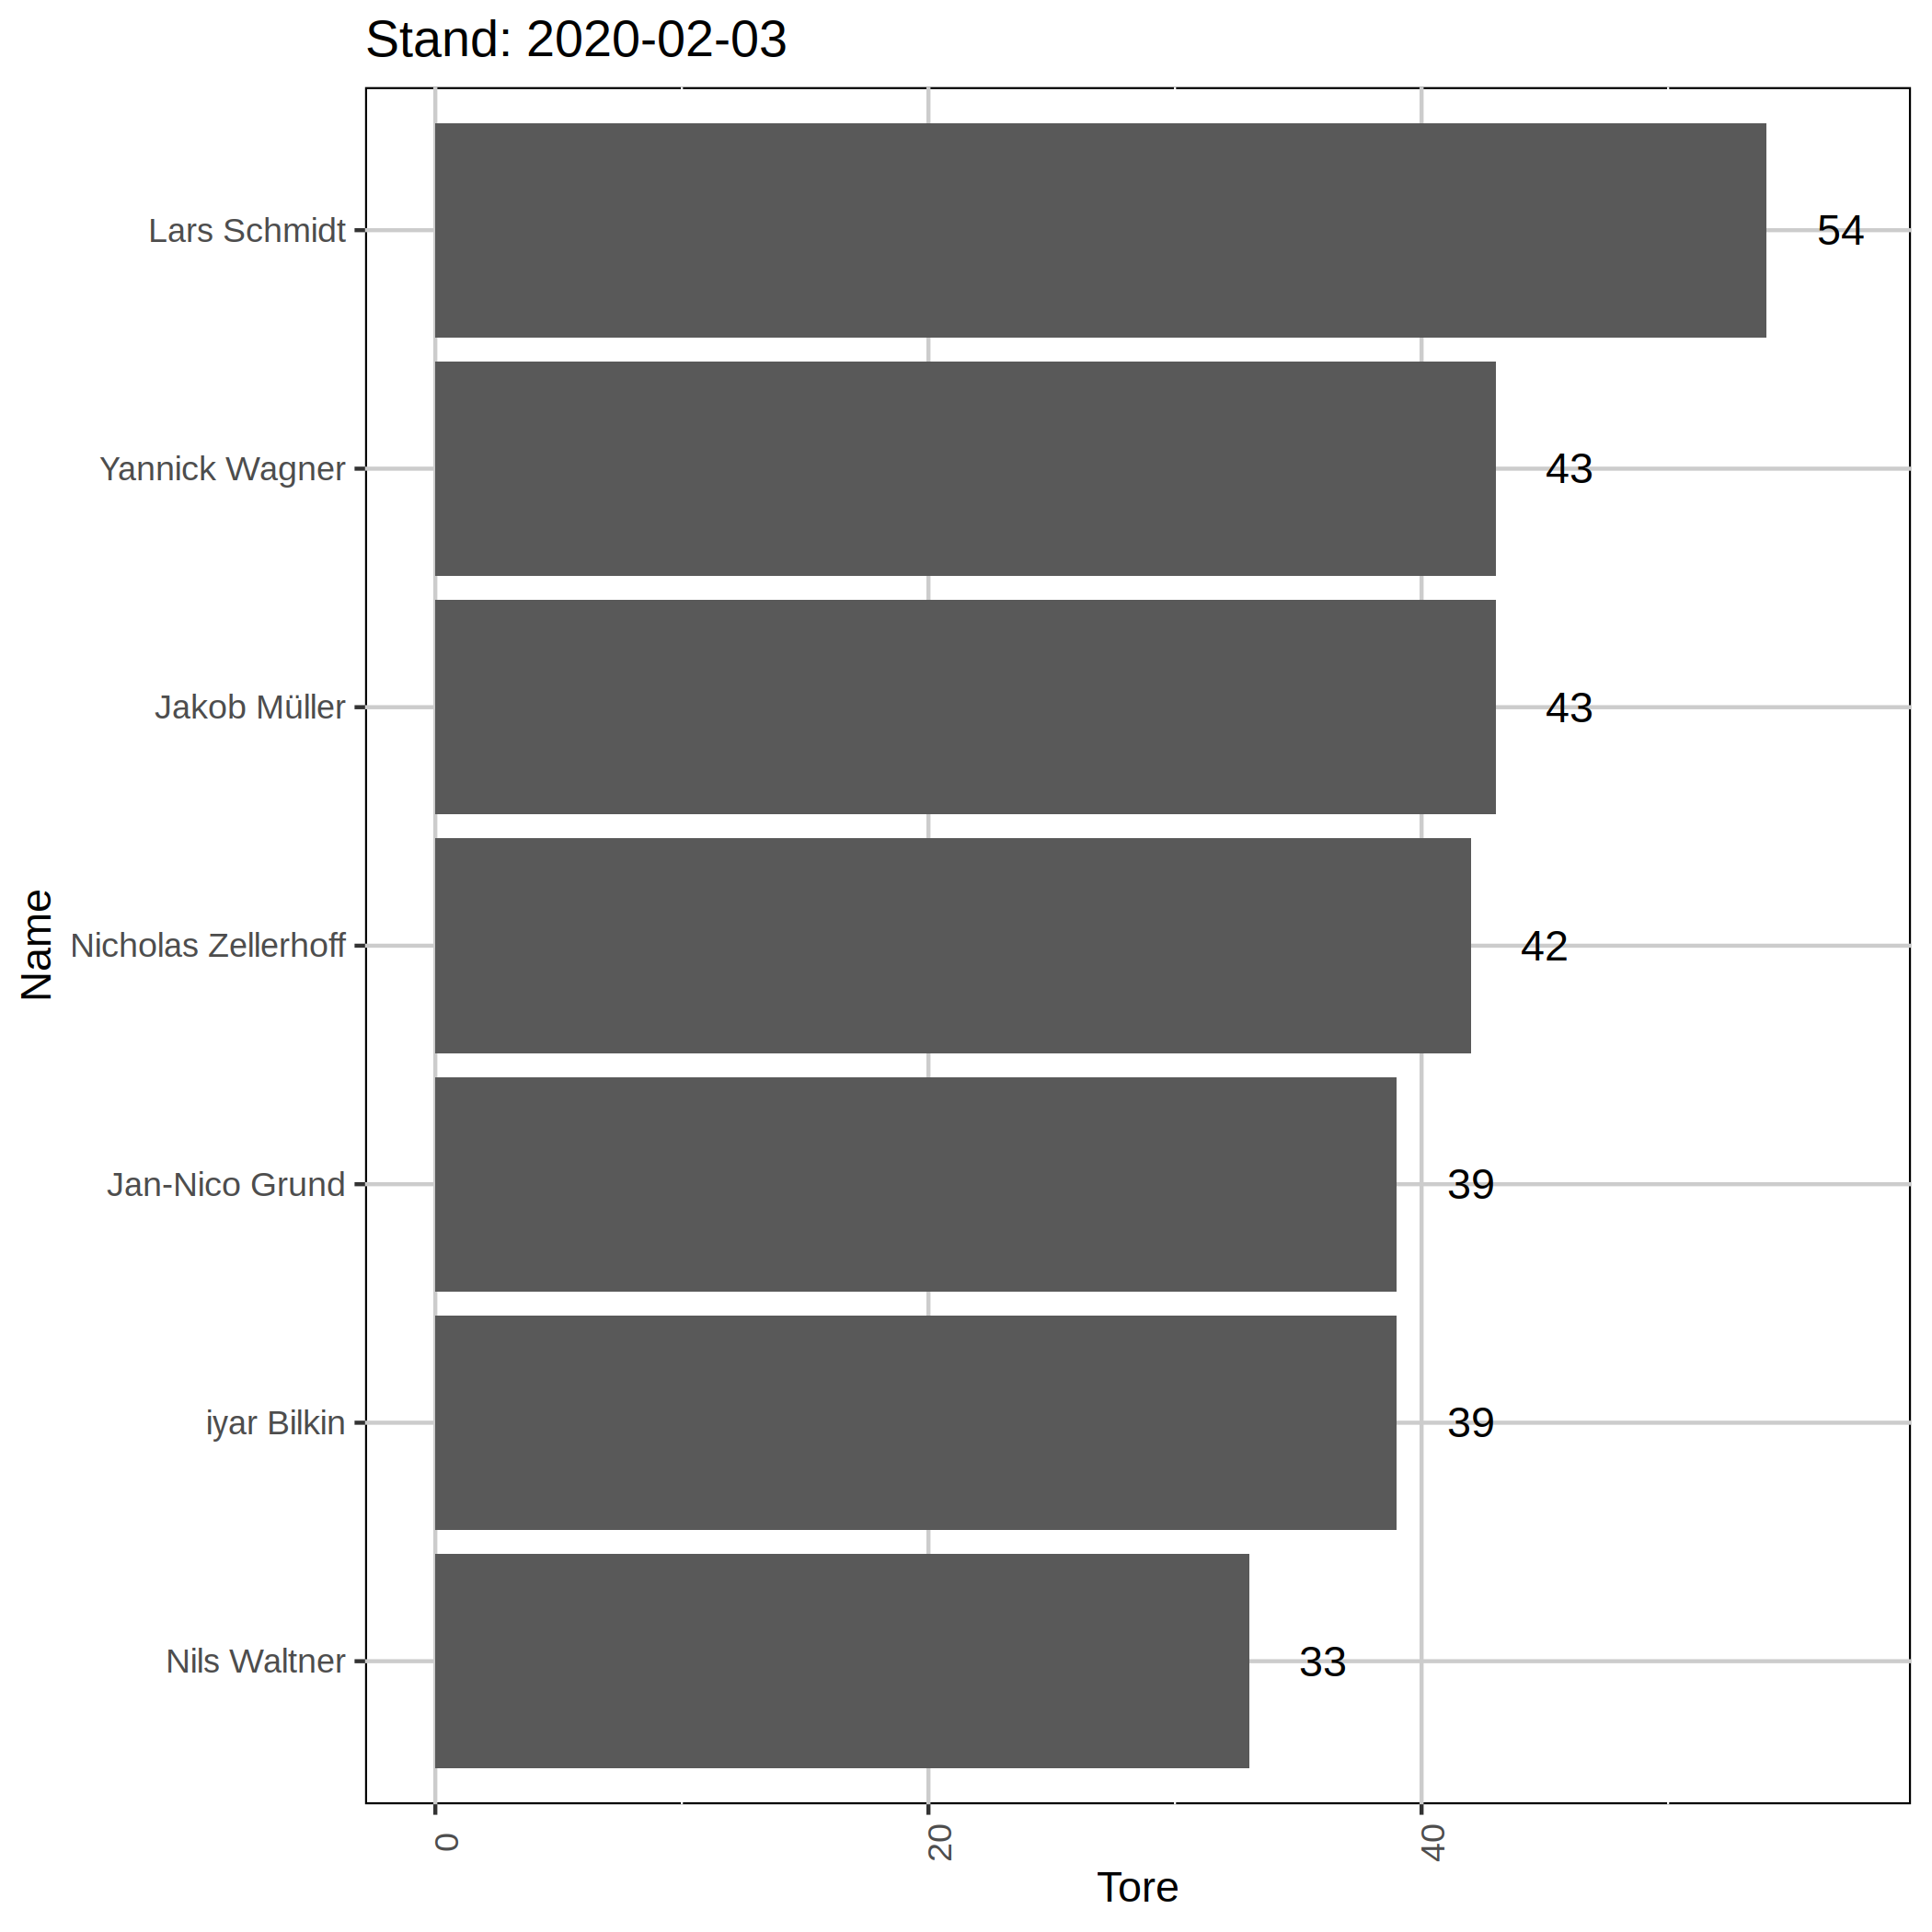 Stand: 2020-02-03
Lars Schmidt
54
Yannick Wagner
43
Jakob Müller
43
Name
Nicholas Zellerhoff
42
Jan-Nico Grund
39
iyar Bilkin
39
Nils Waltner
33
0
20
40
Tore